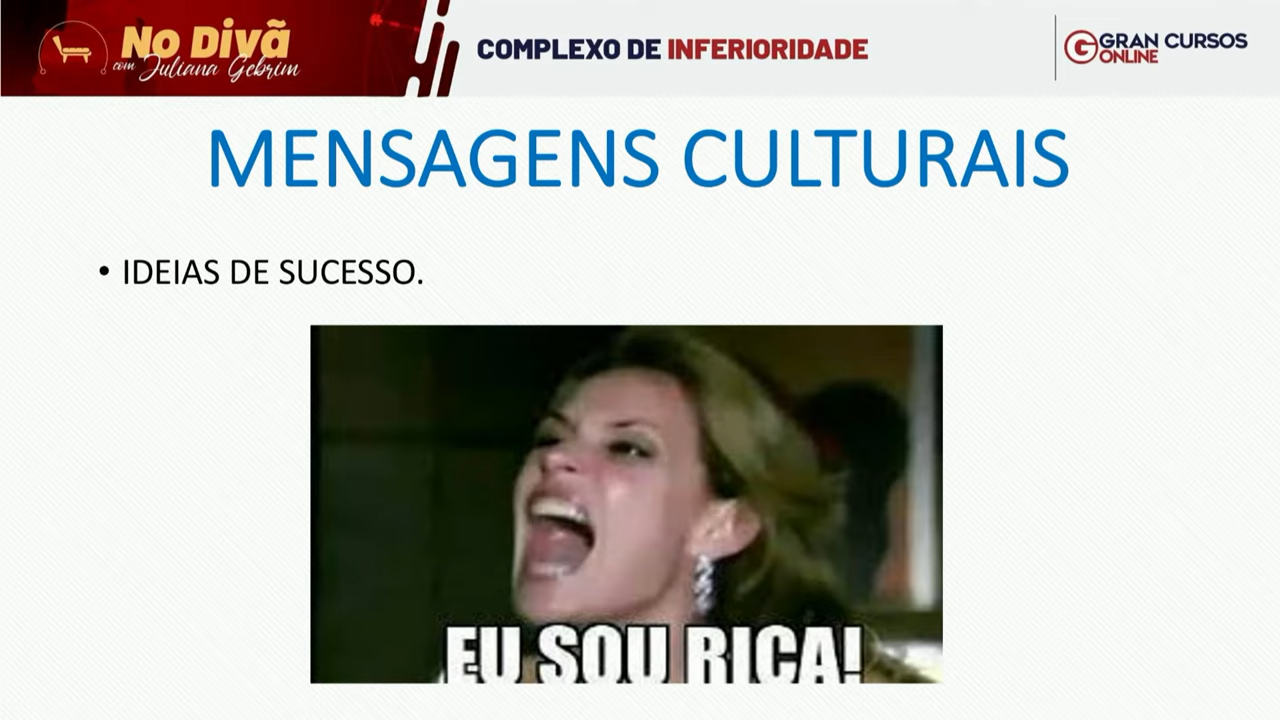 No Divã
com Juliana Gebrim
COMPLEXO DE INFERIORIDADE
GRAN CURSOS
ONLINE
MENSAGENS CULTURAIS
• IDEIAS DE SUCESSO.
EU SOU RICA!